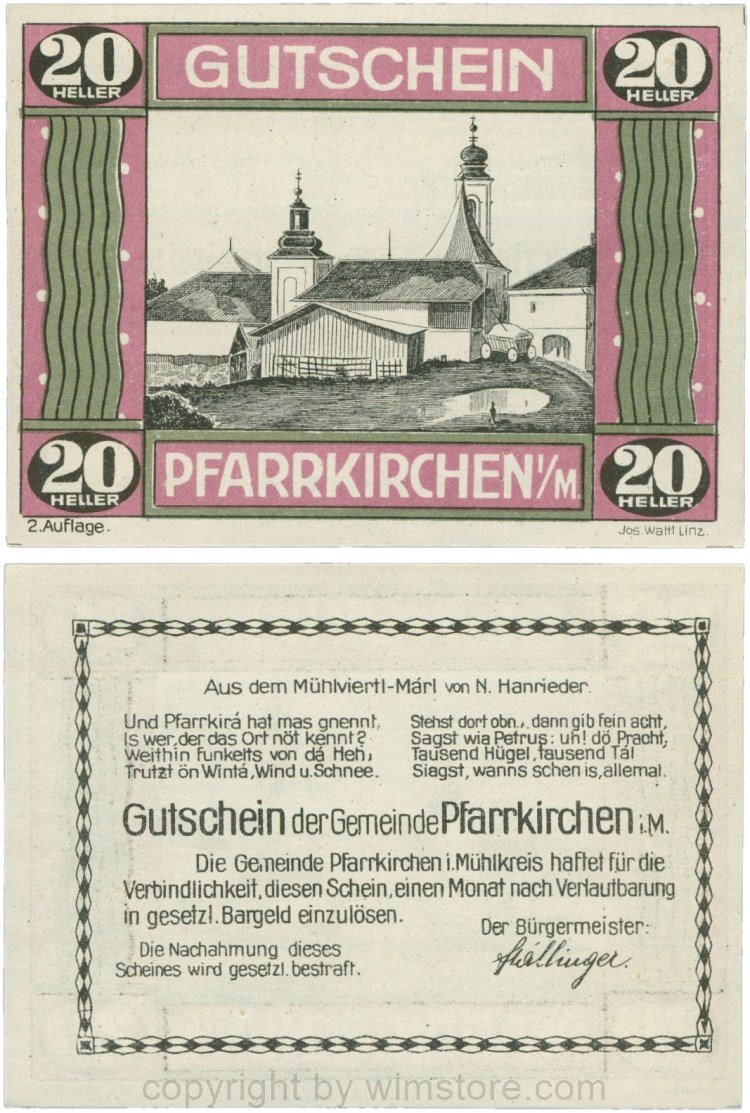 20 HELLER
GUTSCHEIN
20 HELLER
20 HELLER
PFARRKIRCHEN i/M.
20 HELLER
2. Auflage.
Jos. Waltl Linz.
Aus dem Mühlviertl-Márl von N. Hanrieder.
Und Pfarrkirá hat mas gnennt,
Is wer, der das Ort nöt kennt?
Weithin funkelts von dá Heh,
Trutzt ön Wintá, Wind u. Schnee.
Stehst dort obn., dann gib fein acht,
Sagst wia Petrus: uh! dö Pracht,
Tausend Hügel, tausend Tál
Siagst, wanns schen is, allemal.
Gutschein der Gemeinde Pfarrkirchen i. M.
Die Gemeinde Pfarrkirchen i. Mühlkreis haftet für die
Verbindlichkeit, diesen Schein, einen Monat nach Verlautbarung
in gesetzl. Bargeld einzulösen.
Der Bürgermeister:
Die Nachahmung dieses
Scheines wird gesetzl. bestraft.
copyright by wimstore.com